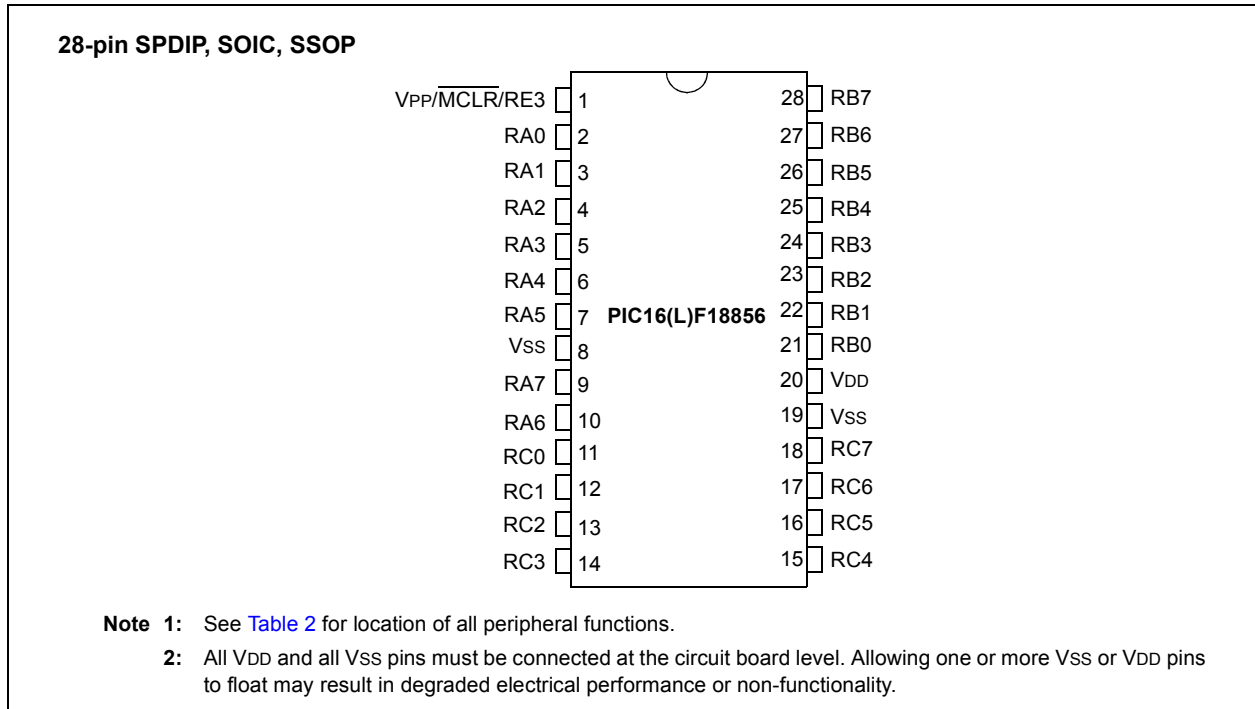 28-pin SPDIP, SOIC, SSOP
VPP/MCLR/RE3 1 28 RB7
RA0 2 27 RB6
RA1 3 26 RB5
RA2 4 25 RB4
RA3 5 24 RB3
RA4 6 23 RB2
RA5 7 PIC16(L)F18856 22 RB1
VSS 8 21 RB0
RA7 9 20 VDD
RA6 10 19 VSS
RC0 11 18 RC7
RC1 12 17 RC6
RC2 13 16 RC5
RC3 14 15 RC4
Note 1: See Table 2 for location of all peripheral functions.
2: All VDD and all VSS pins must be connected at the circuit board level. Allowing one or more VSS or VDD pins
to float may result in degraded electrical performance or non-functionality.